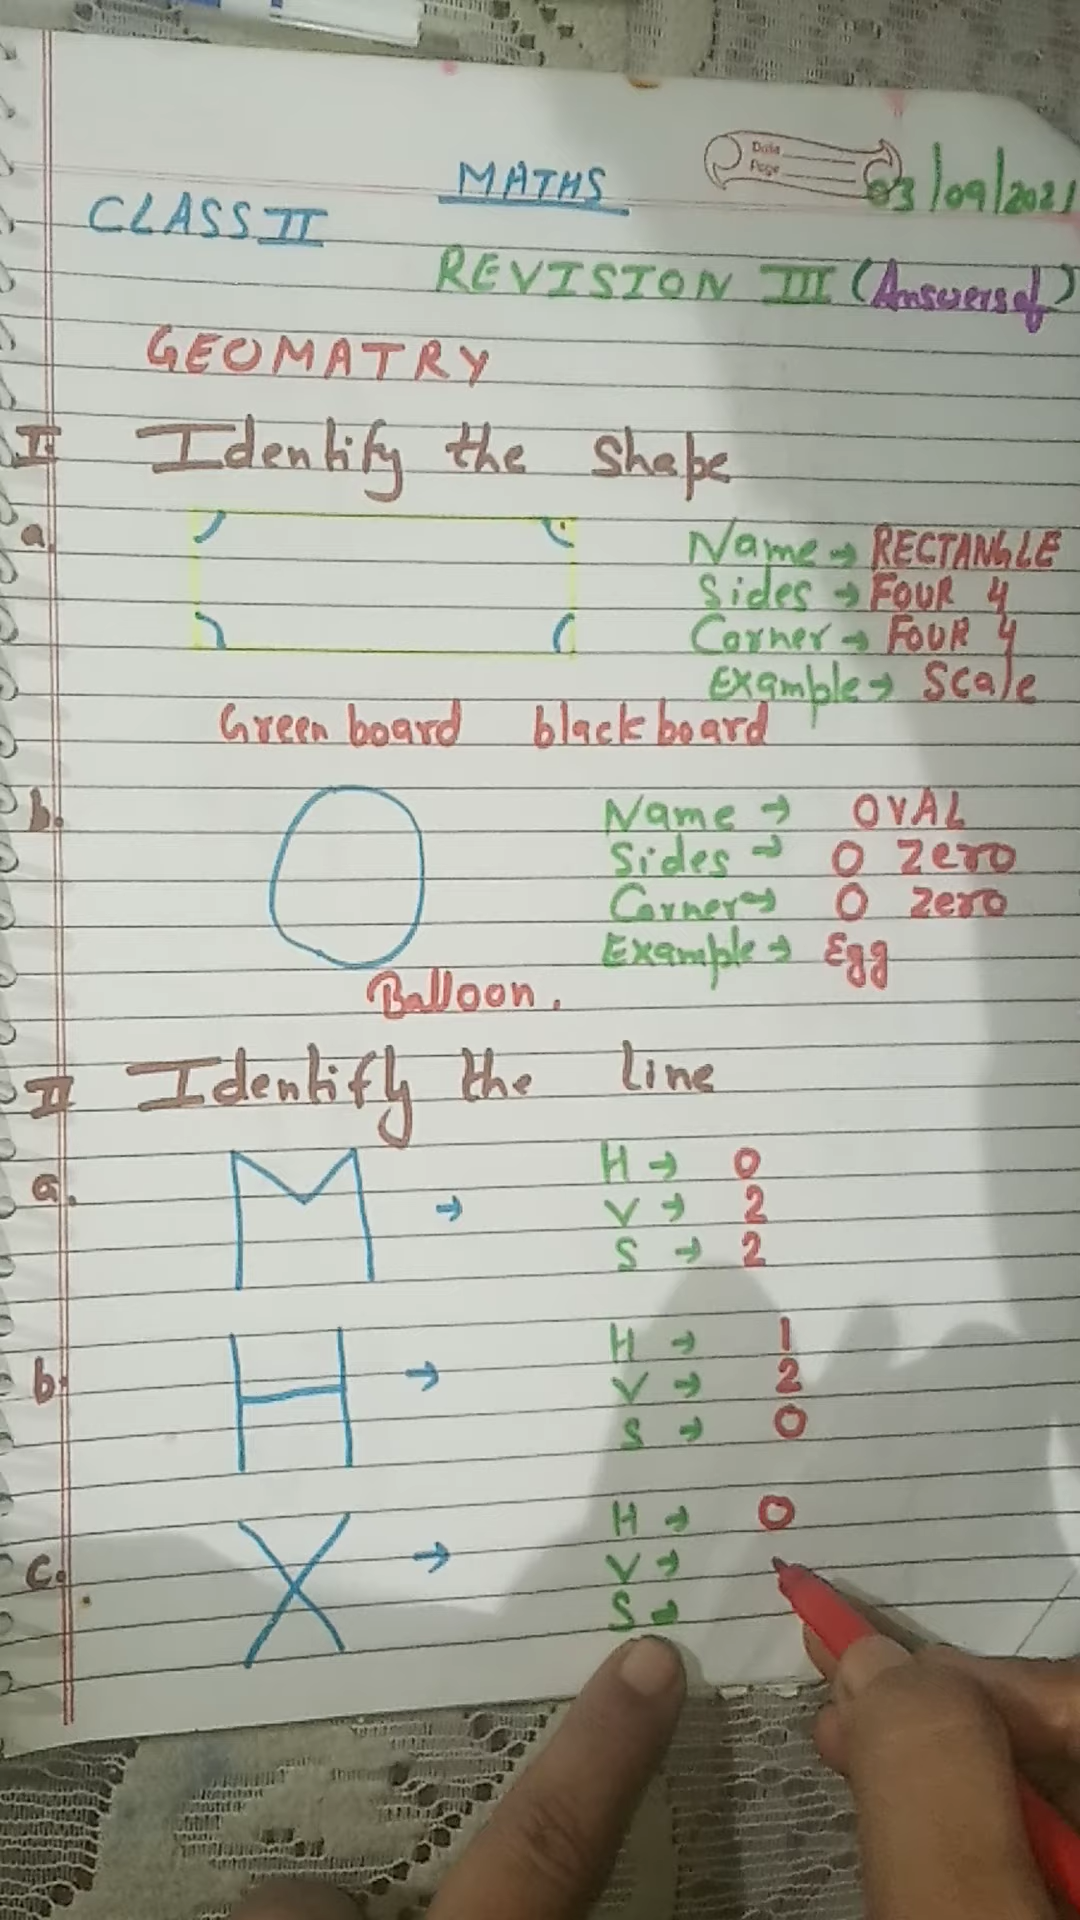 MATHS
Date
Page
03/09/2021
CLASS II
REVISION III (Answers of)
GEOMATRY
I Identify the shape
a. Name → RECTANGLE
Sides → FOUR 4
Corner → FOUR 4
Example → Scale
Green board black board
b. Name → OVAL
Sides → 0 Zero
Corner → 0 Zero
Example → Egg
Balloon.
II Identifly the line
a. M → H → 0
V → 2
S → 2
b. H → H → 1
V → 2
S → 0
c. X → H → 0
V →
S →